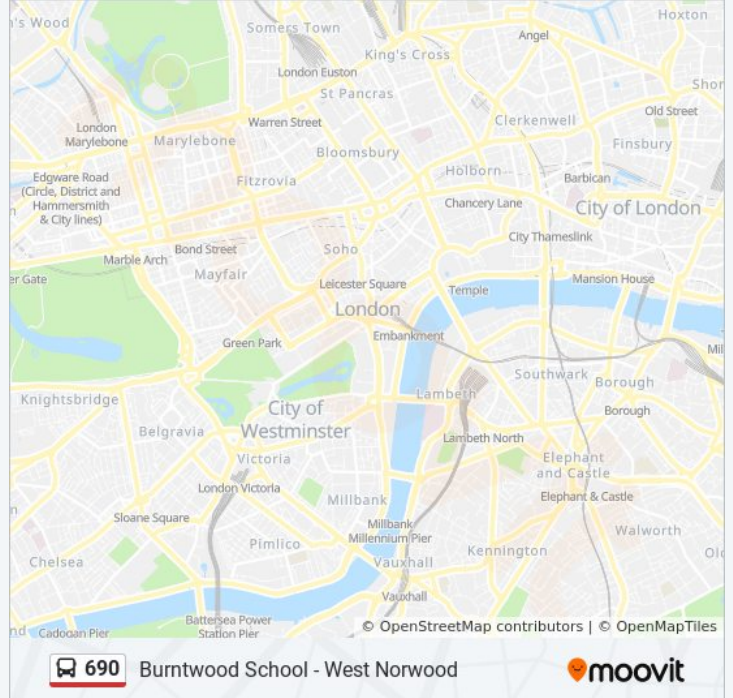 's Wood
Somers Town
Hoxton
Angel
King's Cross
London Euston
St Pancras
Shor
Old Street
Clerkenwell
Warren Street
London
Marylebone
Marylebone
Finsbury
Bloomsbury
Holborn
Barbican
Edgware Road
(Circle, District and
Hammersmith
& City lines)
Fitzrovia
Chancery Lane
City of London
City Thameslink
Bond Street
Soho
Marble Arch
Mayfair
er Gate
Leicester Square
Temple
Mansion House
London
Embankment
Green Park
Mil
Southwark
Borough
Knightsbridge
Lambeth
City of
Westminster
Borough
Belgravia
Lambeth North
Victoria
Elephant
and Castle
London Victoria
Elephant & Castle
Millbank
Sloane Square
Millbank
Millennium Pier
Walworth
Pimlico
Kennington
Chelsea
Vauxhall
Vauxhall
Battersea Power
Station Pier
nd
Cadogan Pier
© OpenStreetMap contributors | © OpenMapTiles
690 Burntwood School - West Norwood
moovit